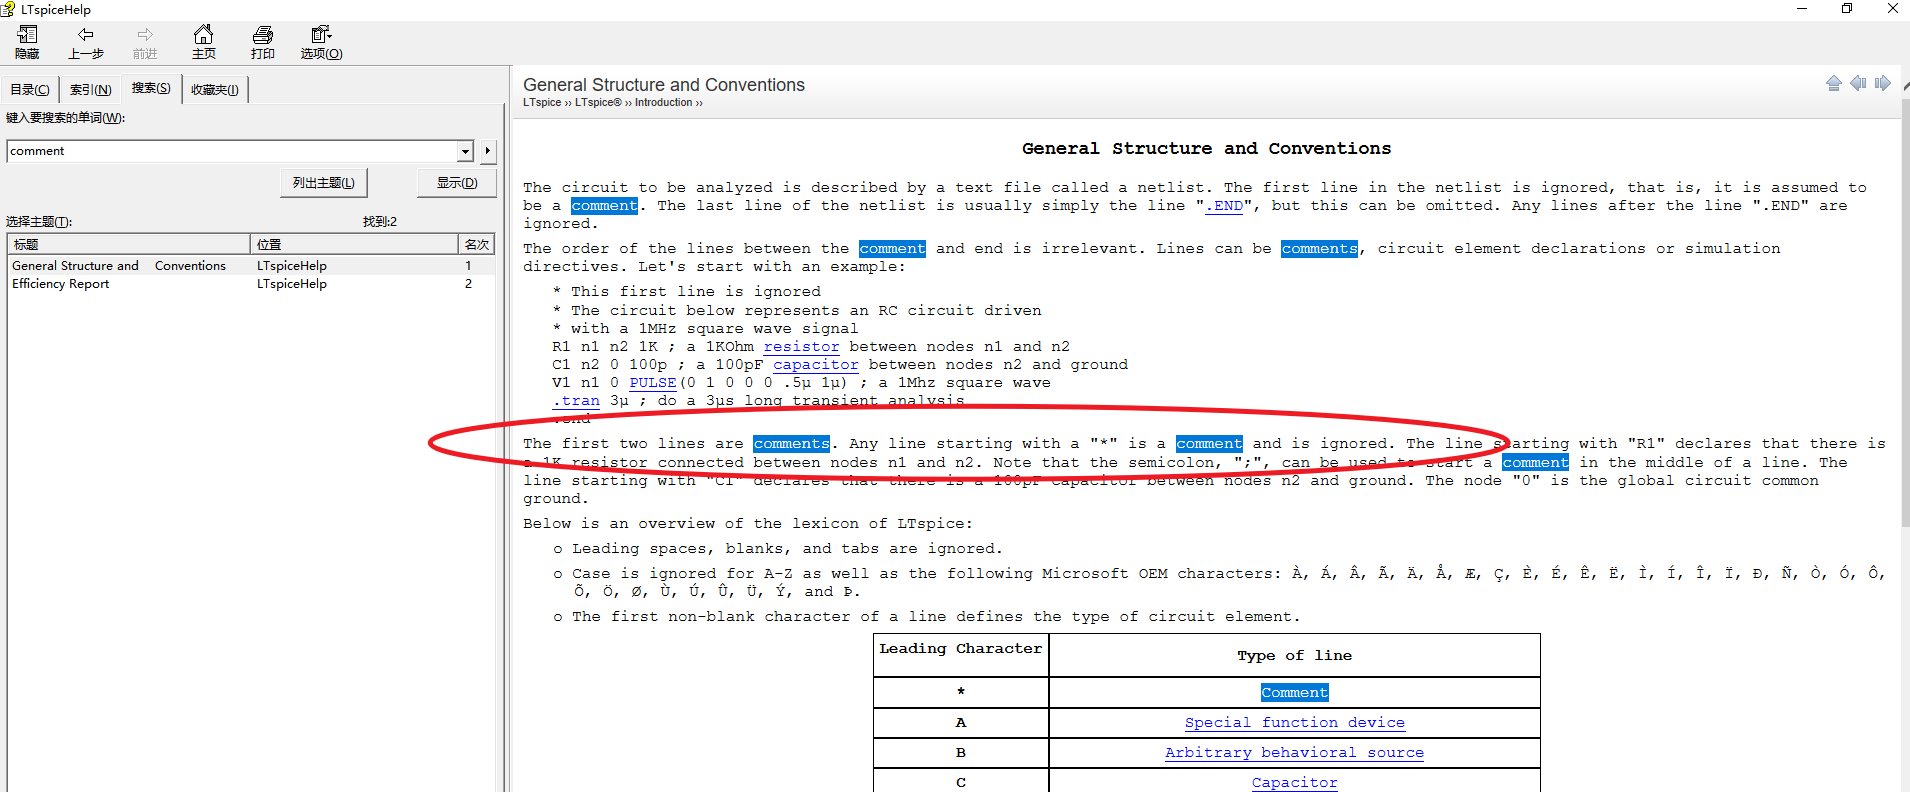 LTspiceHelp
隐藏 上一步 前进 主页 打印 选项(O)
目录(C) 索引(N) 搜索(S) 收藏夹(I)
键入要搜索的单词(W):
comment
列出主题(L) 显示(D)
选择主题(T): 找到:2
标题 位置 名次
General Structure and Conventions LTspiceHelp 1
Efficiency Report LTspiceHelp 2
General Structure and Conventions
LTspice ›› LTspice® ›› Introduction ››
General Structure and Conventions
The circuit to be analyzed is described by a text file called a netlist. The first line in the netlist is ignored, that is, it is assumed to
be a comment. The last line of the netlist is usually simply the line ".END", but this can be omitted. Any lines after the line ".END" are
ignored.
The order of the lines between the comment and end is irrelevant. Lines can be comments, circuit element declarations or simulation
directives. Let's start with an example:
* This first line is ignored
* The circuit below represents an RC circuit driven
* with a 1MHz square wave signal
R1 n1 n2 1K ; a 1KOhm resistor between nodes n1 and n2
C1 n2 0 100p ; a 100pF capacitor between nodes n2 and ground
V1 n1 0 PULSE(0 1 0 0 0 .5µ 1µ) ; a 1Mhz square wave
.tran 3µ ; do a 3µs long transient analysis
.end
The first two lines are comments. Any line starting with a "*" is a comment and is ignored. The line starting with "R1" declares that there is
a 1K resistor connected between nodes n1 and n2. Note that the semicolon, ";", can be used to start a comment in the middle of a line. The
line starting with "C1" declares that there is a 100pF capacitor between nodes n2 and ground. The node "0" is the global circuit common
ground.
Below is an overview of the lexicon of LTspice:
o Leading spaces, blanks, and tabs are ignored.
o Case is ignored for A-Z as well as the following Microsoft OEM characters: À, Á, Â, Ã, Ä, Å, Æ, Ç, È, É, Ê, Ë, Ì, Í, Î, Ï, Ð, Ñ, Ò, Ó, Ô,
Õ, Ö, Ø, Ù, Ú, Û, Ü, Ý, and Þ.
o The first non-blank character of a line defines the type of circuit element.
Leading Character Type of line
* Comment
A Special function device
B Arbitrary behavioral source
C Capacitor